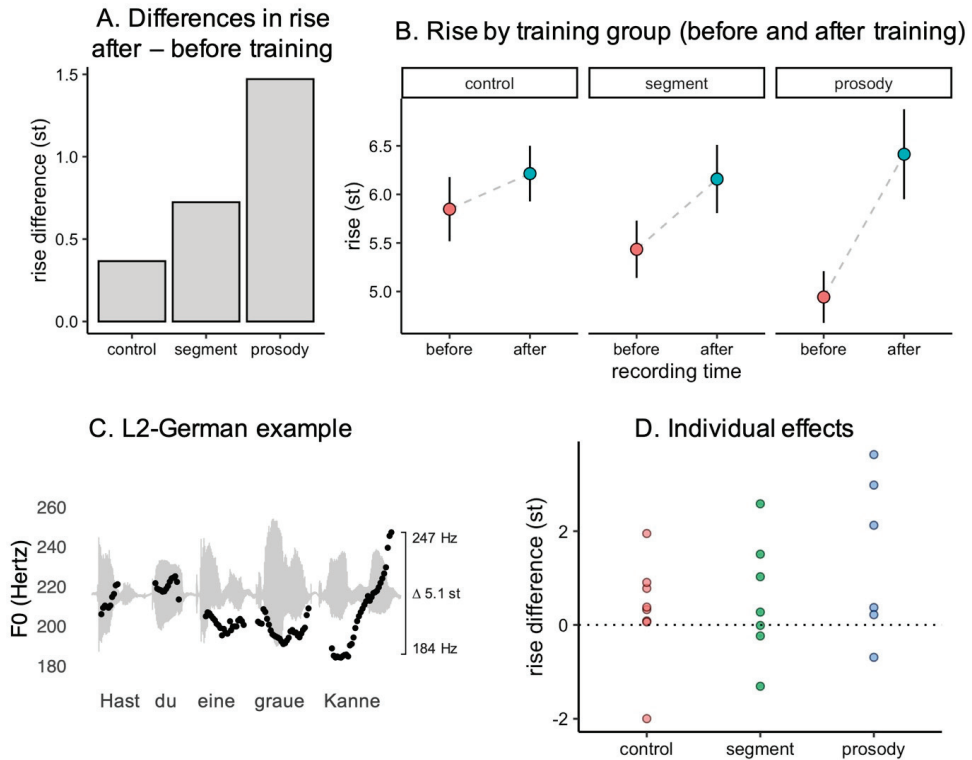 A. Differences in rise
after – before training
rise difference (st)
1.5
1.0
0.5
0.0
control segment prosody
B. Rise by training group (before and after training)
control segment prosody
rise (st)
6.5
6.0
5.5
5.0
before after before after before after
recording time
C. L2-German example
F0 (Hertz)
260
240
220
200
180
247 Hz
Δ 5.1 st
184 Hz
Hast du eine graue Kanne
D. Individual effects
rise difference (st)
2
0
-2
control segment prosody